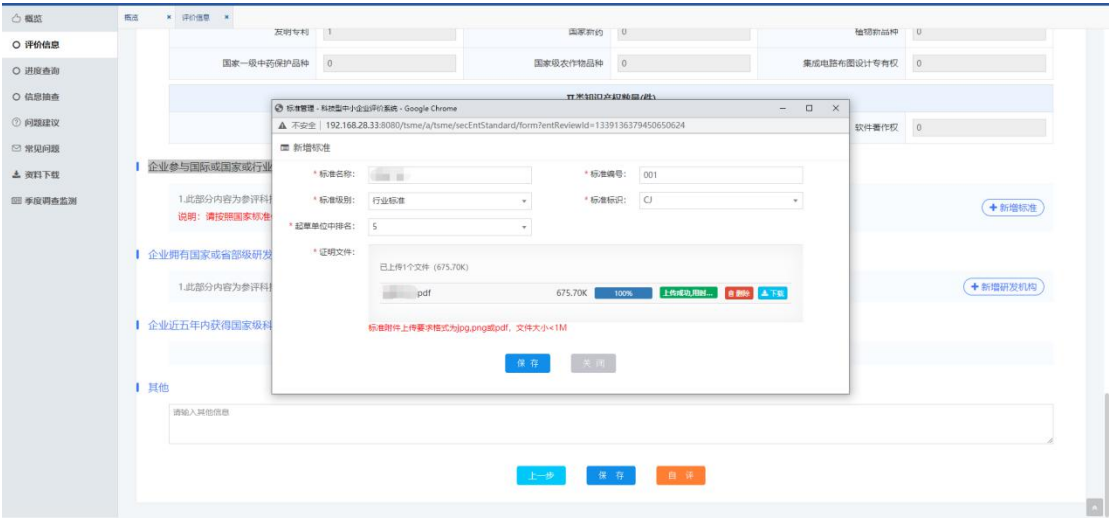 概览
评价信息
进度查询
信息抽查
问题建议
常见问题
资料下载
季度调查监测
概览 × 评价信息 ×
发明专利 1 国家新药 0 植物新品种 0
国家一级中药保护品种 0 国家级农作物品种 0 集成电路布图设计专有权 0
II类知识产权数量(件)
软件著作权 0
企业参与国际或国家或行业
1.此部分内容为参评科技
说明：请按照国家标准
+ 新增标准
企业拥有国家或省部级研发
1.此部分内容为参评科技
+ 新增研发机构
企业近五年内获得国家级科
其他
请输入其他信息
上一步 保 存 自 评
标准管理 - 科技型中小企业评价系统 - Google Chrome
不安全 | 192.168.28.33:8080/tsme/a/tsme/secEntStandard/form?entReviewId=1339136379450650624
新增标准
* 标准名称： * 标准编号： 001
* 标准级别： 行业标准 * 标准标识： CJ
* 起草单位中排名： 5
* 证明文件：
已上传1个文件 (675.70K)
pdf 675.70K 100% 上传成功,用时... 删除 下载
标准附件上传要求格式为jpg,png或pdf，文件大小<1M
保 存 关 闭